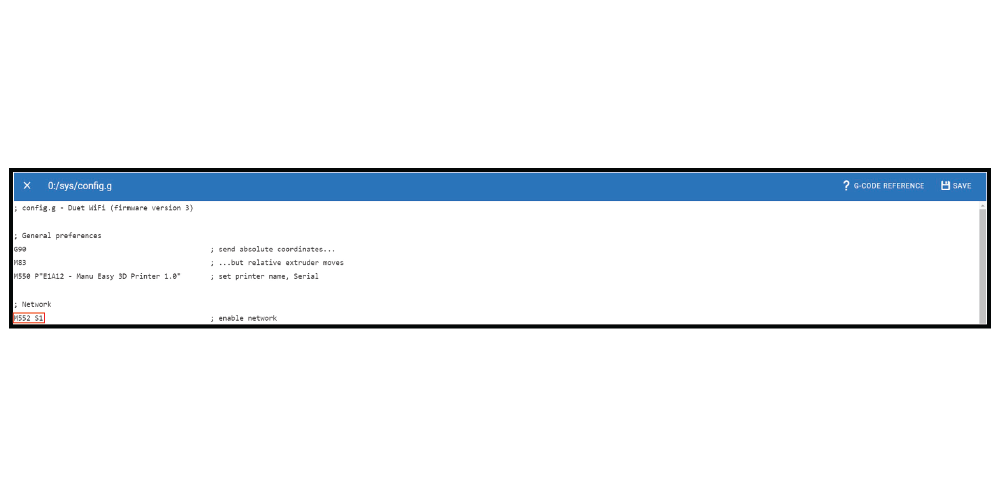 × 0:/sys/config.g ? G-CODE REFERENCE SAVE
; config.g - Duet WiFi (firmware version 3)
; General preferences
G90 ; send absolute coordinates...
M83 ; ...but relative extruder moves
M550 P"E1A12 - Manu Easy 3D Printer 1.0" ; set printer name, Serial
; Network
M552 S1 ; enable network